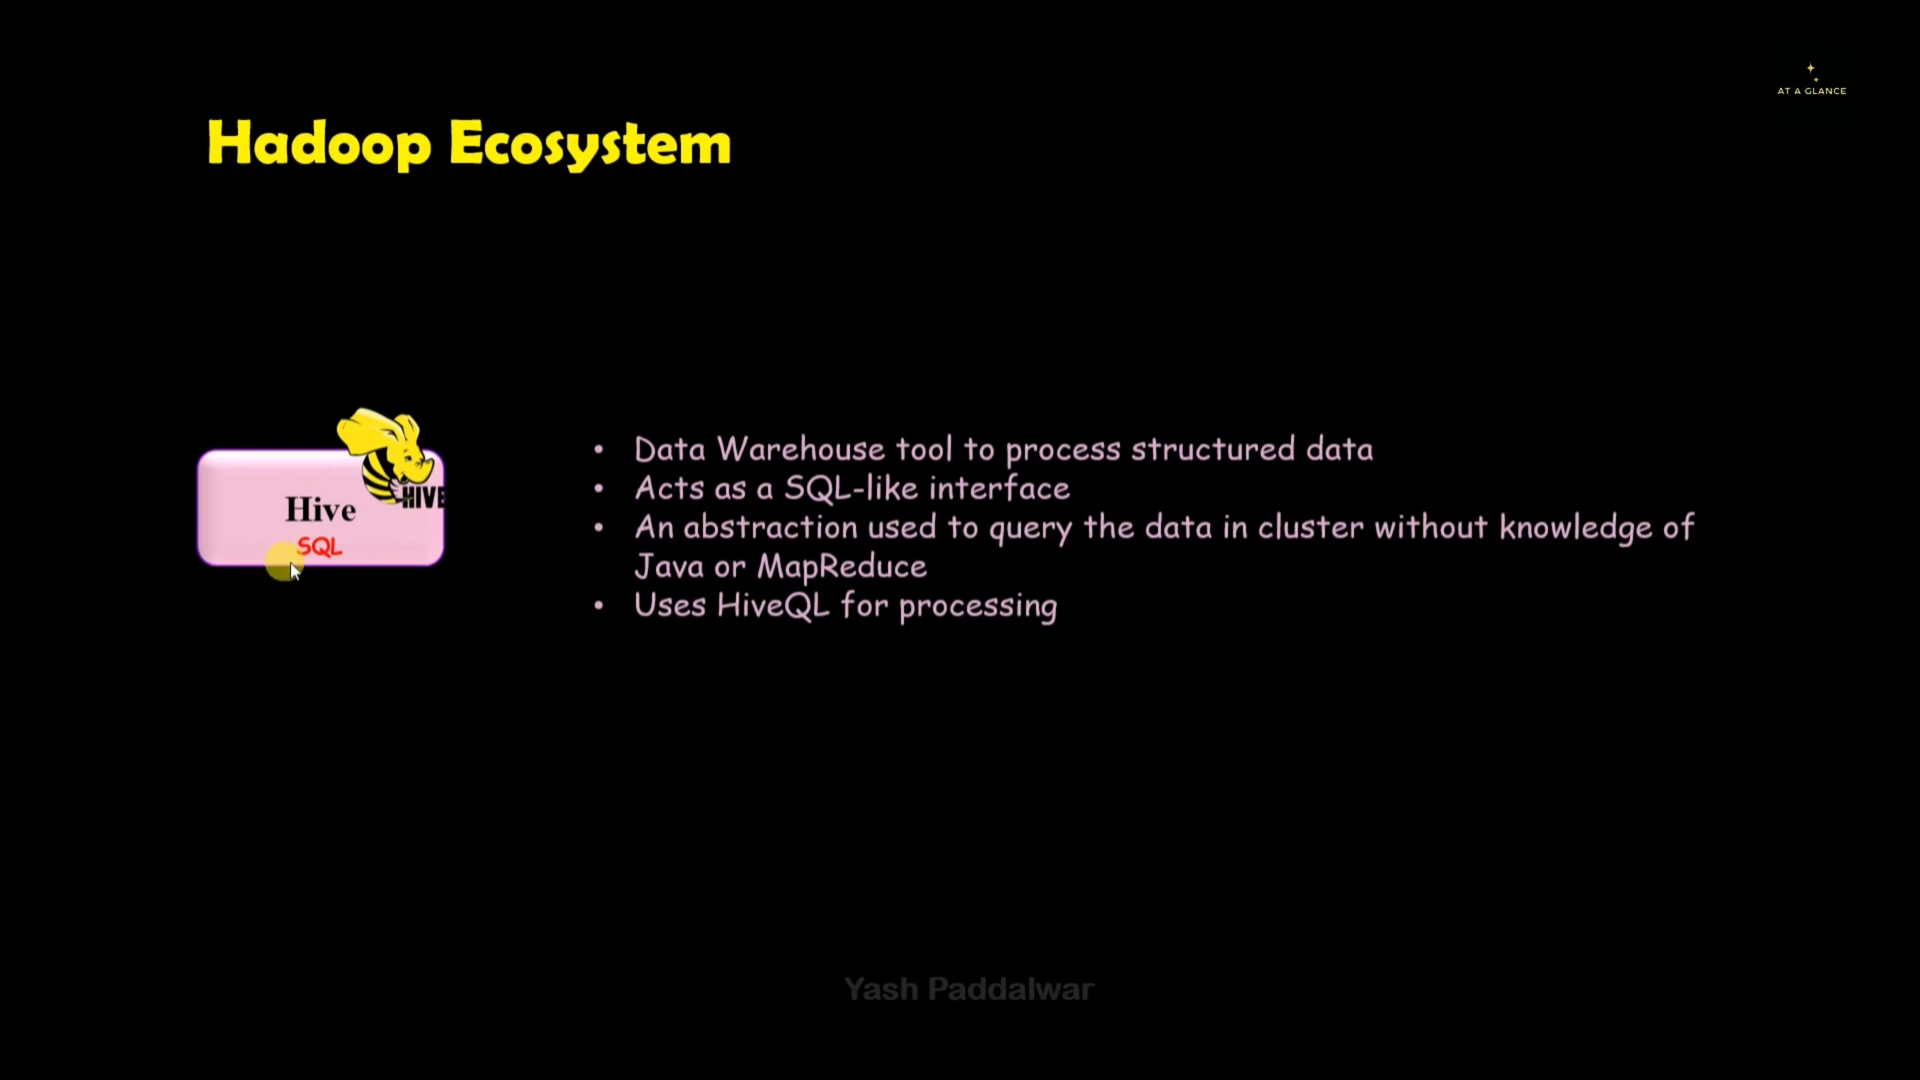 AT A GLANCE
Hadoop Ecosystem
HIVE
Hive
SQL
• Data Warehouse tool to process structured data
• Acts as a SQL-like interface
• An abstraction used to query the data in cluster without knowledge of
Java or MapReduce
• Uses HiveQL for processing
Yash Paddalwar